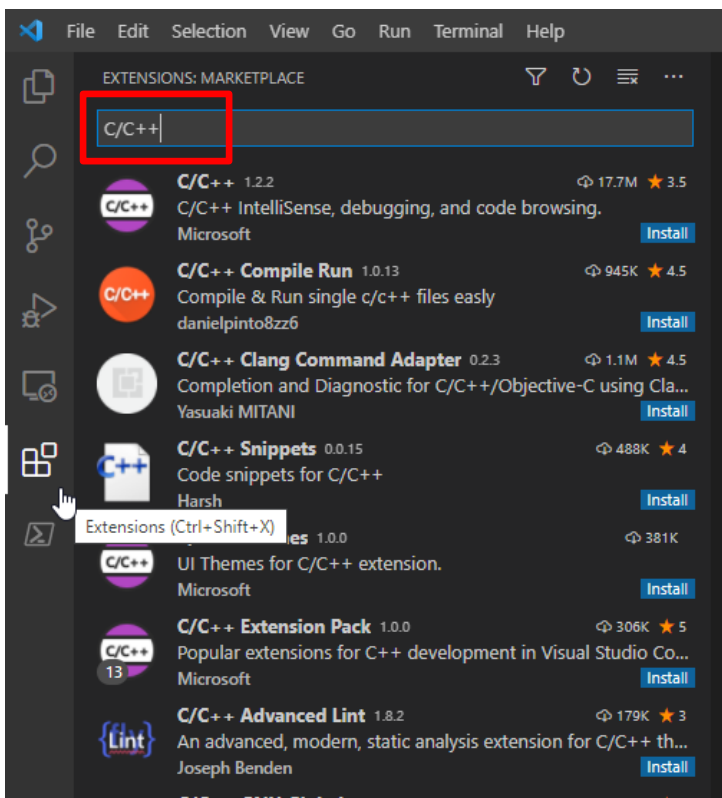 File Edit Selection View Go Run Terminal Help
EXTENSIONS: MARKETPLACE
C/C++
C/C++ 1.2.2 17.7M 3.5
C/C++ IntelliSense, debugging, and code browsing.
Microsoft Install
C/C++ Compile Run 1.0.13 945K 4.5
Compile & Run single c/c++ files easly
danielpinto8zz6 Install
C/C++ Clang Command Adapter 0.2.3 1.1M 4.5
Completion and Diagnostic for C/C++/Objective-C using Cla...
Yasuaki MITANI Install
C/C++ Snippets 0.0.15 488K 4
Code snippets for C/C++
Harsh Install
Extensions (Ctrl+Shift+X)
1.0.0 381K
UI Themes for C/C++ extension.
Microsoft Install
C/C++ Extension Pack 1.0.0 306K 5
Popular extensions for C++ development in Visual Studio Co...
Microsoft Install
C/C++ Advanced Lint 1.8.2 179K 3
An advanced, modern, static analysis extension for C/C++ th...
Joseph Benden Install
C/C++
C/C++
C++
C/C++
C/C++
13
Lint